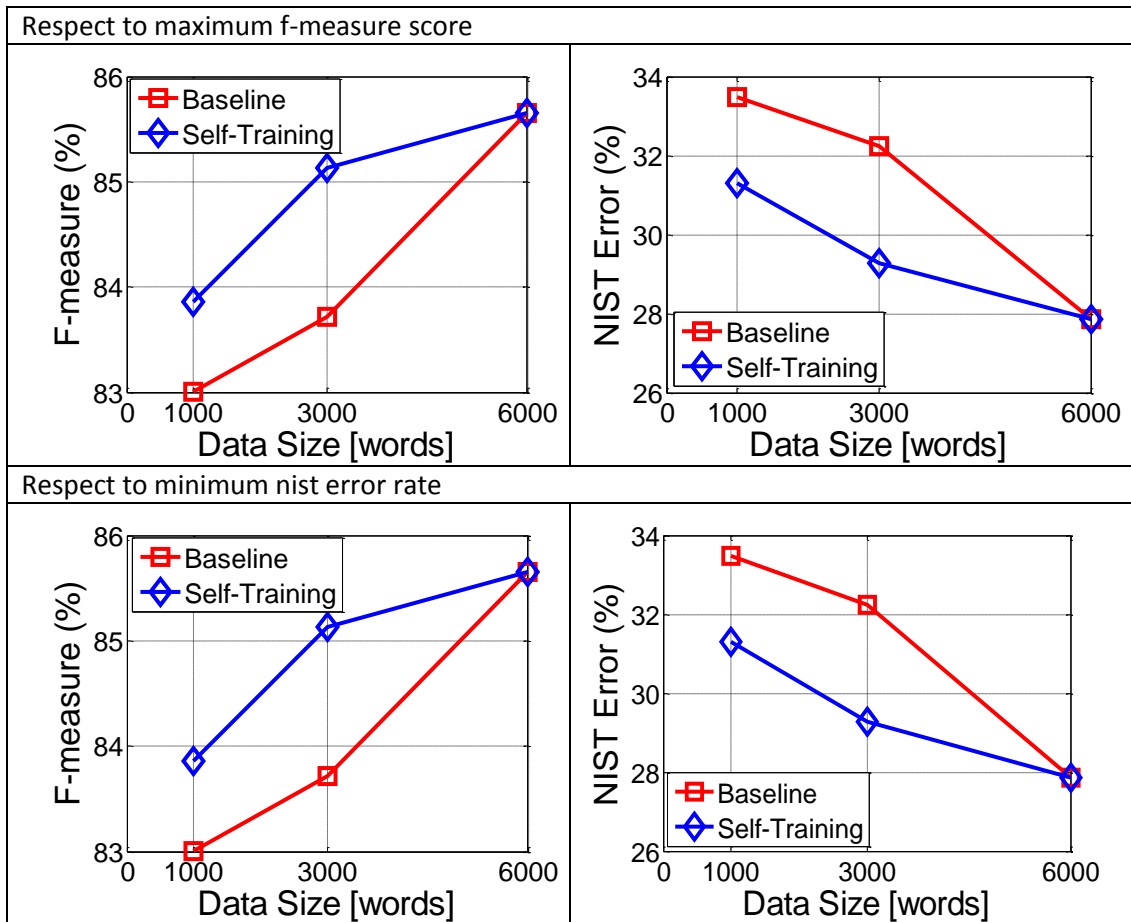 Respect to maximum f-measure score
86
85
84
83
0
1000
3000
6000
F-measure (%)
Data Size [words]
Baseline
Self-Training
34
32
30
28
26
0
1000
3000
6000
NIST Error (%)
Data Size [words]
Baseline
Self-Training
Respect to minimum nist error rate
86
85
84
83
0
1000
3000
6000
F-measure (%)
Data Size [words]
Baseline
Self-Training
34
32
30
28
26
0
1000
3000
6000
NIST Error (%)
Data Size [words]
Baseline
Self-Training